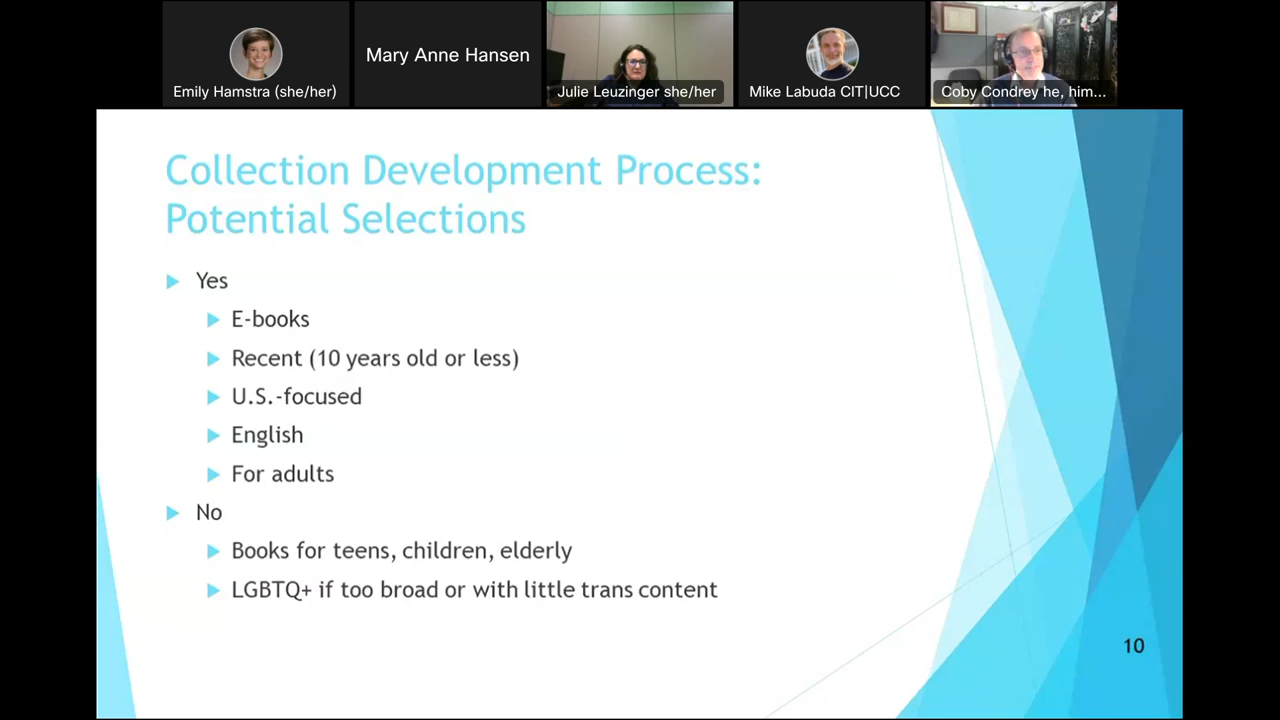 Emily Hamstra (she/her)
Mary Anne Hansen
Julie Leuzinger she/her
Mike Labuda CIT|UCC
Coby Condrey he, him...
Collection Development Process:
Potential Selections
Yes
E-books
Recent (10 years old or less)
U.S.-focused
English
For adults
No
Books for teens, children, elderly
LGBTQ+ if too broad or with little trans content
10